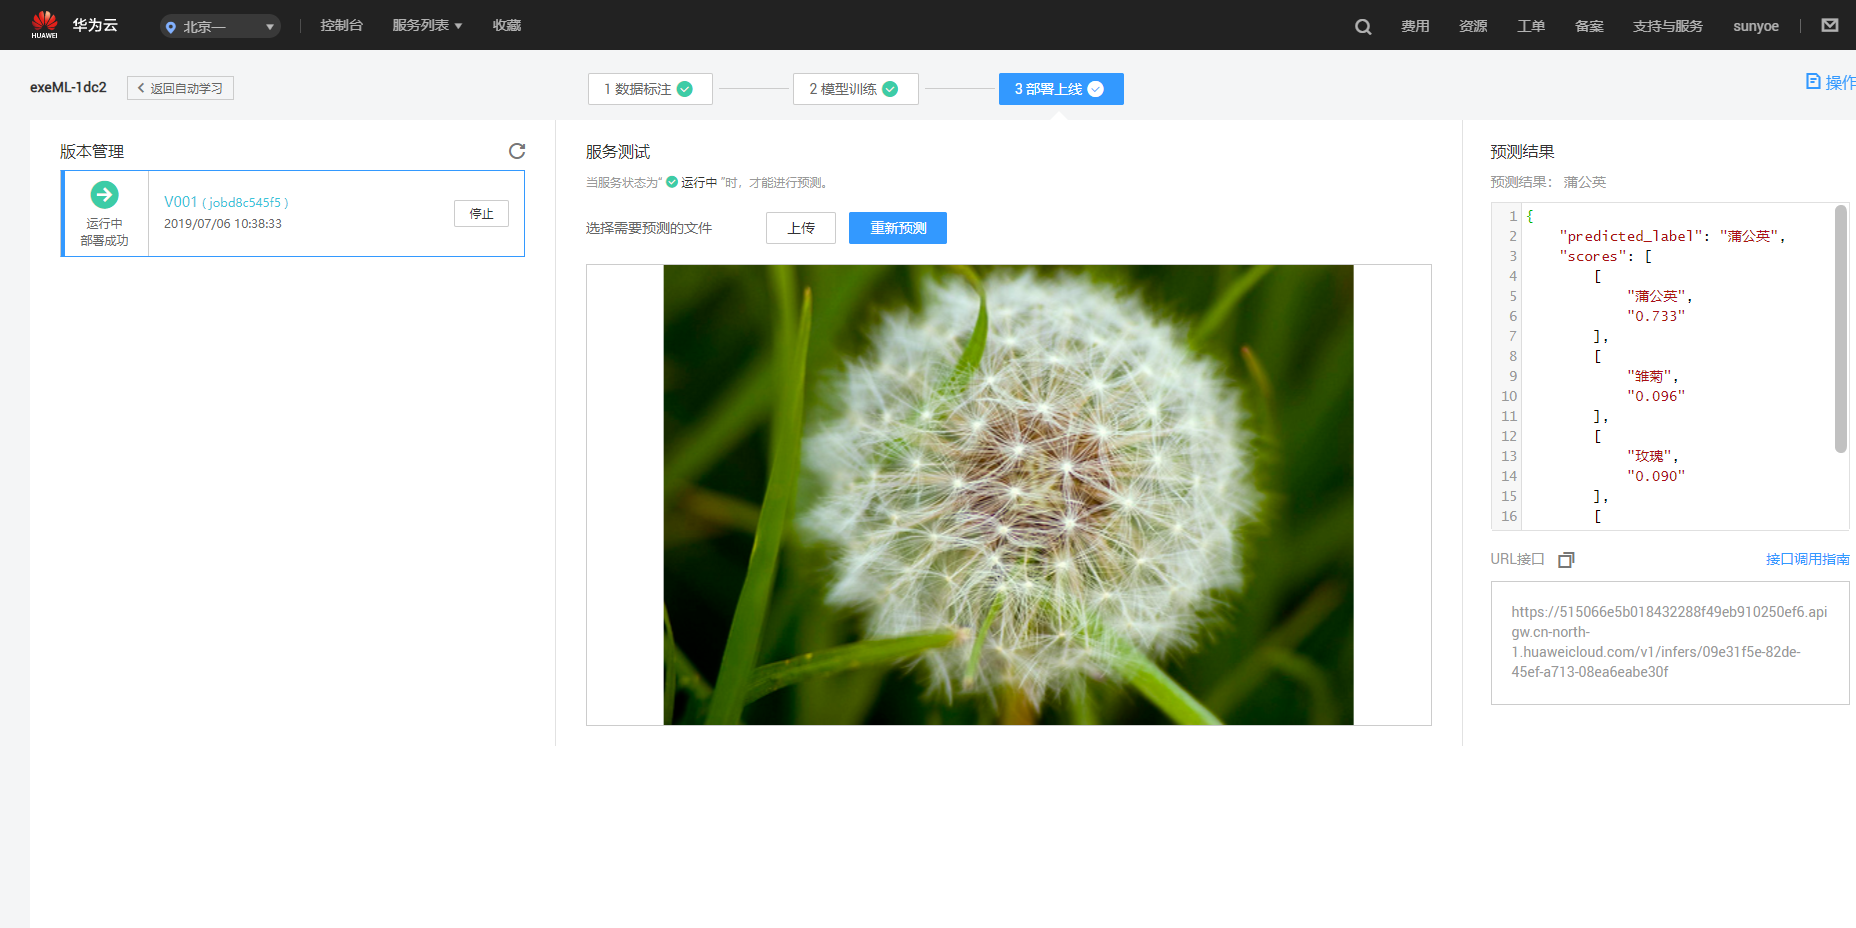 HUAWEI
华为云
北京一
控制台
服务列表
收藏
费用
资源
工单
备案
支持与服务
sunyoe
exeML-1dc2
返回自动学习
1 数据标注
2 模型训练
3 部署上线
操作
版本管理
运行中
部署成功
V001 ( jobd8c545f5 )
2019/07/06 10:38:33
停止
服务测试
当服务状态为“ 运行中 ”时，才能进行预测。
选择需要预测的文件
上传
重新预测
预测结果
预测结果： 蒲公英
1 {
2 "predicted_label": "蒲公英",
3 "scores": [
4 [
5 "蒲公英",
6 "0.733"
7 ],
8 [
9 "雏菊",
10 "0.096"
11 ],
12 [
13 "玫瑰",
14 "0.090"
15 ],
16 [
URL接口
接口调用指南
https://515066e5b018432288f49eb910250ef6.api
gw.cn-north-
1.huaweicloud.com/v1/infers/09e31f5e-82de-
45ef-a713-08ea6eabe30f